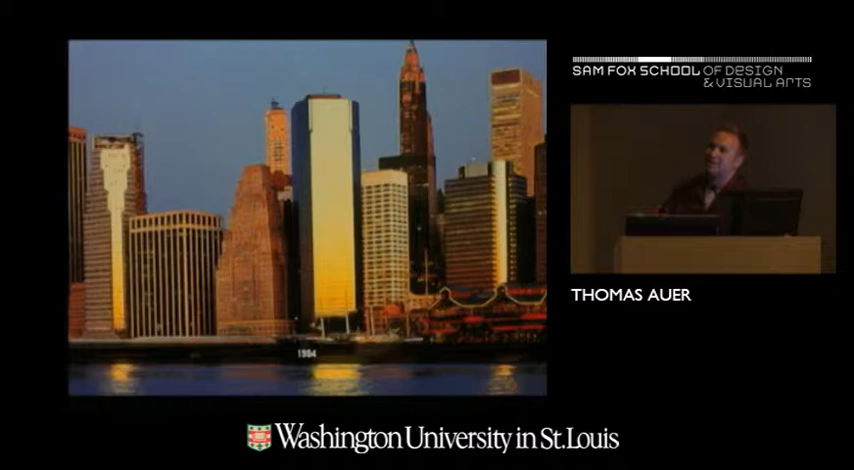 SAM FOX SCHOOL OF DESIGN
& VISUAL ARTS
THOMAS AUER
1984
Washington University in St. Louis